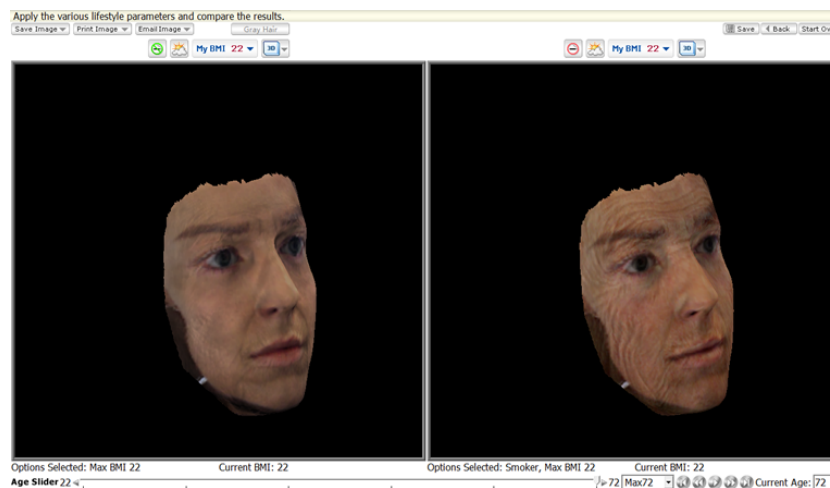 Apply the various lifestyle parameters and compare the results.
Save Image Print Image Email Image Gray Hair Save Back Start Ov
My BMI 22 3D My BMI 22 3D
Options Selected: Max BMI 22 Current BMI: 22 Options Selected: Smoker, Max BMI 22 Current BMI: 22
Age Slider 22 72 Max72 Current Age: 72